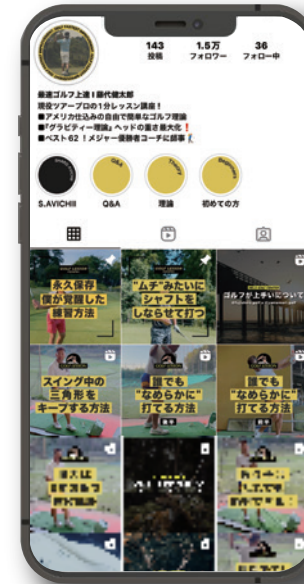 143
1.5万
36
投稿
フォロワー
フォロー中
最速ゴルフ上達 I 藤代健太郎
現役ツアープロの1分レッスン講座！
■アメリカ仕込みの自由で簡単なゴルフ理論
■『グラビティー理論』ヘッドの重さ最大化❗
■ベスト62！メジャー優勝者コーチに師事
Q&A
Theory
Beginners
S.AVICHII
Q&A
理論
初めての方
永久保存
僕が覚醒した
練習方法
"ムチ"みたいに
シャフトを
しならせて打つ
ゴルフが上手いについて
スイング中の
三角形を
キープする方法
誰でも
"なめらかに"
打てる方法
後半
誰でも
"なめらかに"
打てる方法
前半